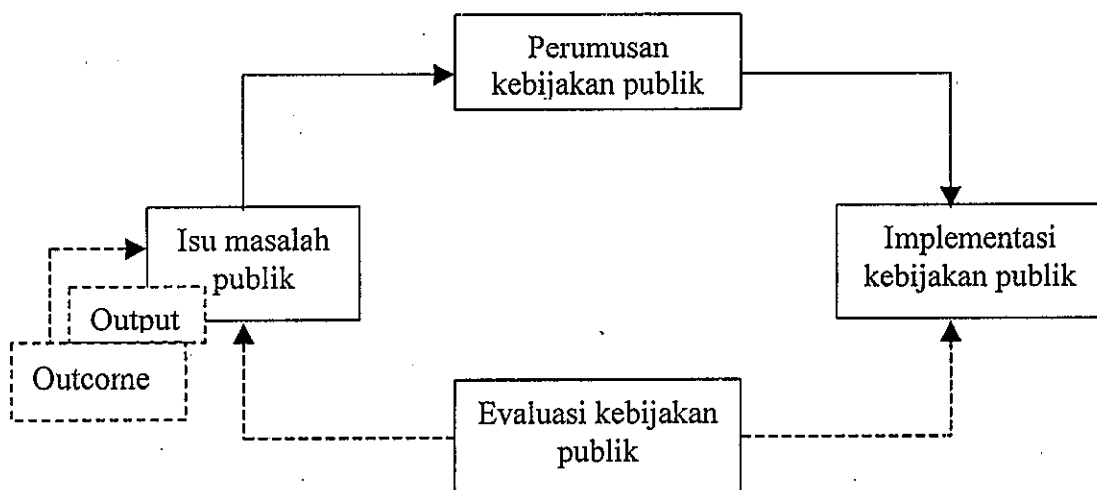 Perumusan
kebijakan publik
Isu masalah
publik
Implementasi
kebijakan publik
Output
Outcome
Evaluasi kebijakan
publik